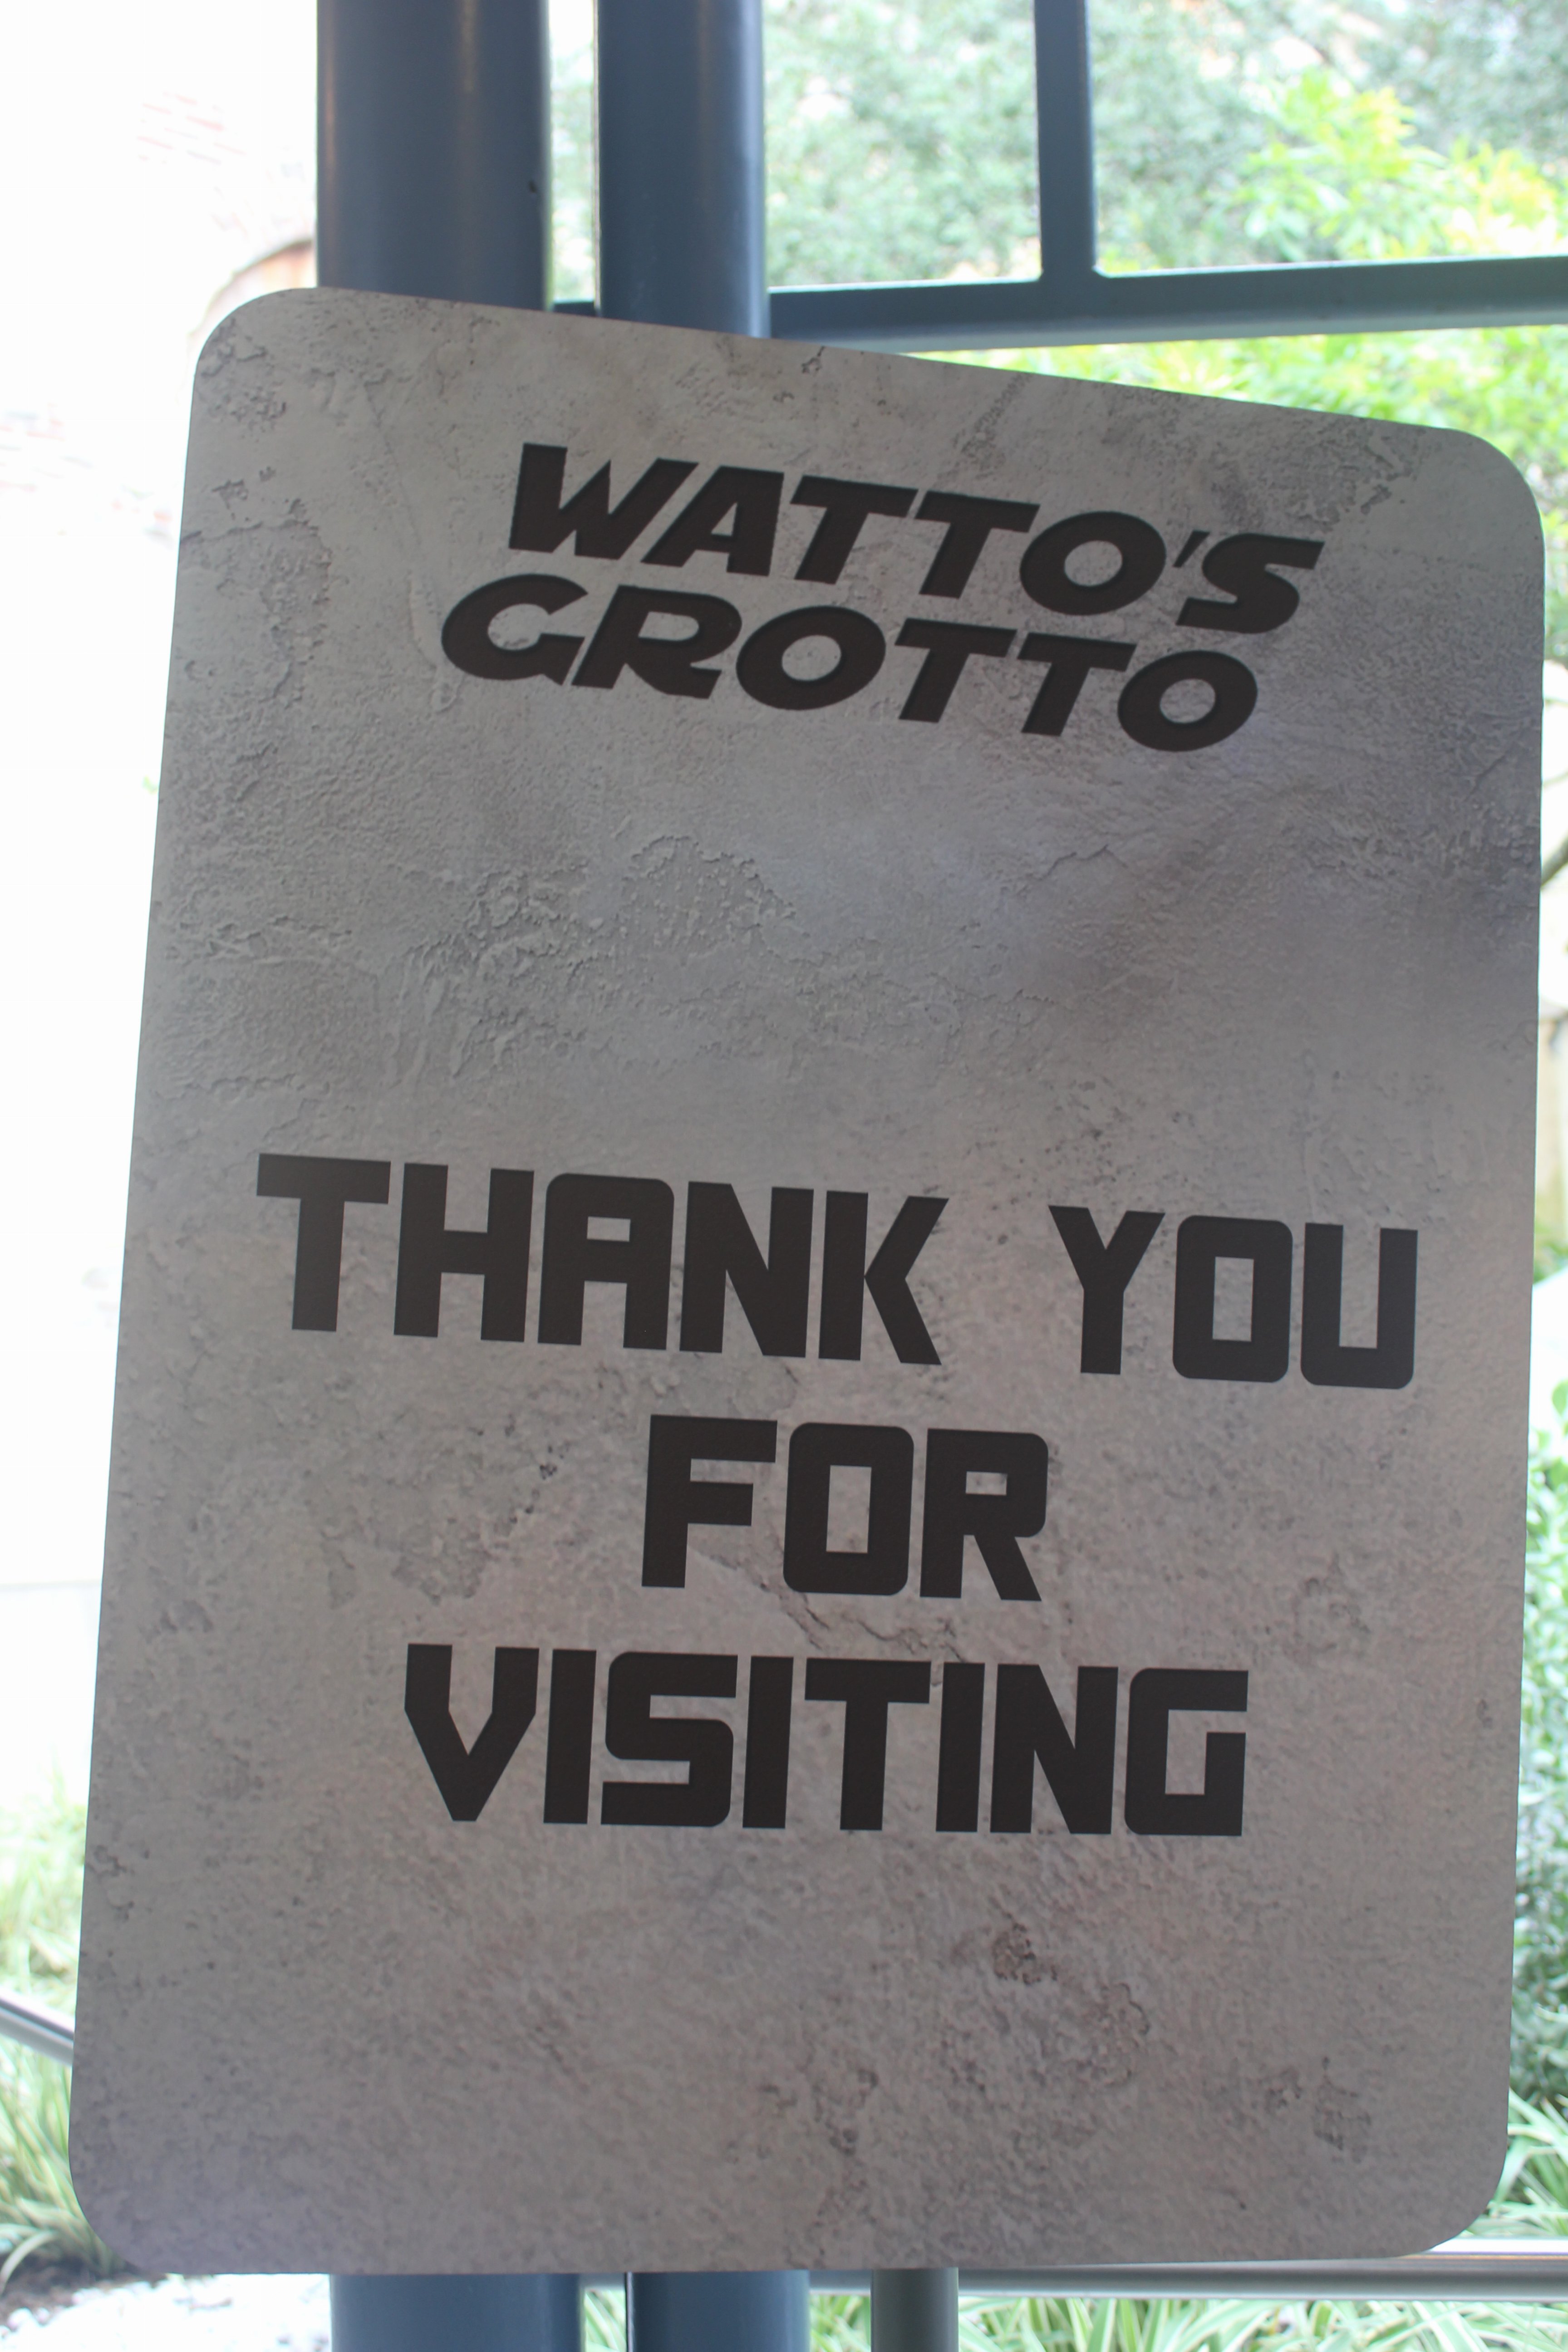 WATTO'S
GROTTO
THANK YOU
FOR
VISITING